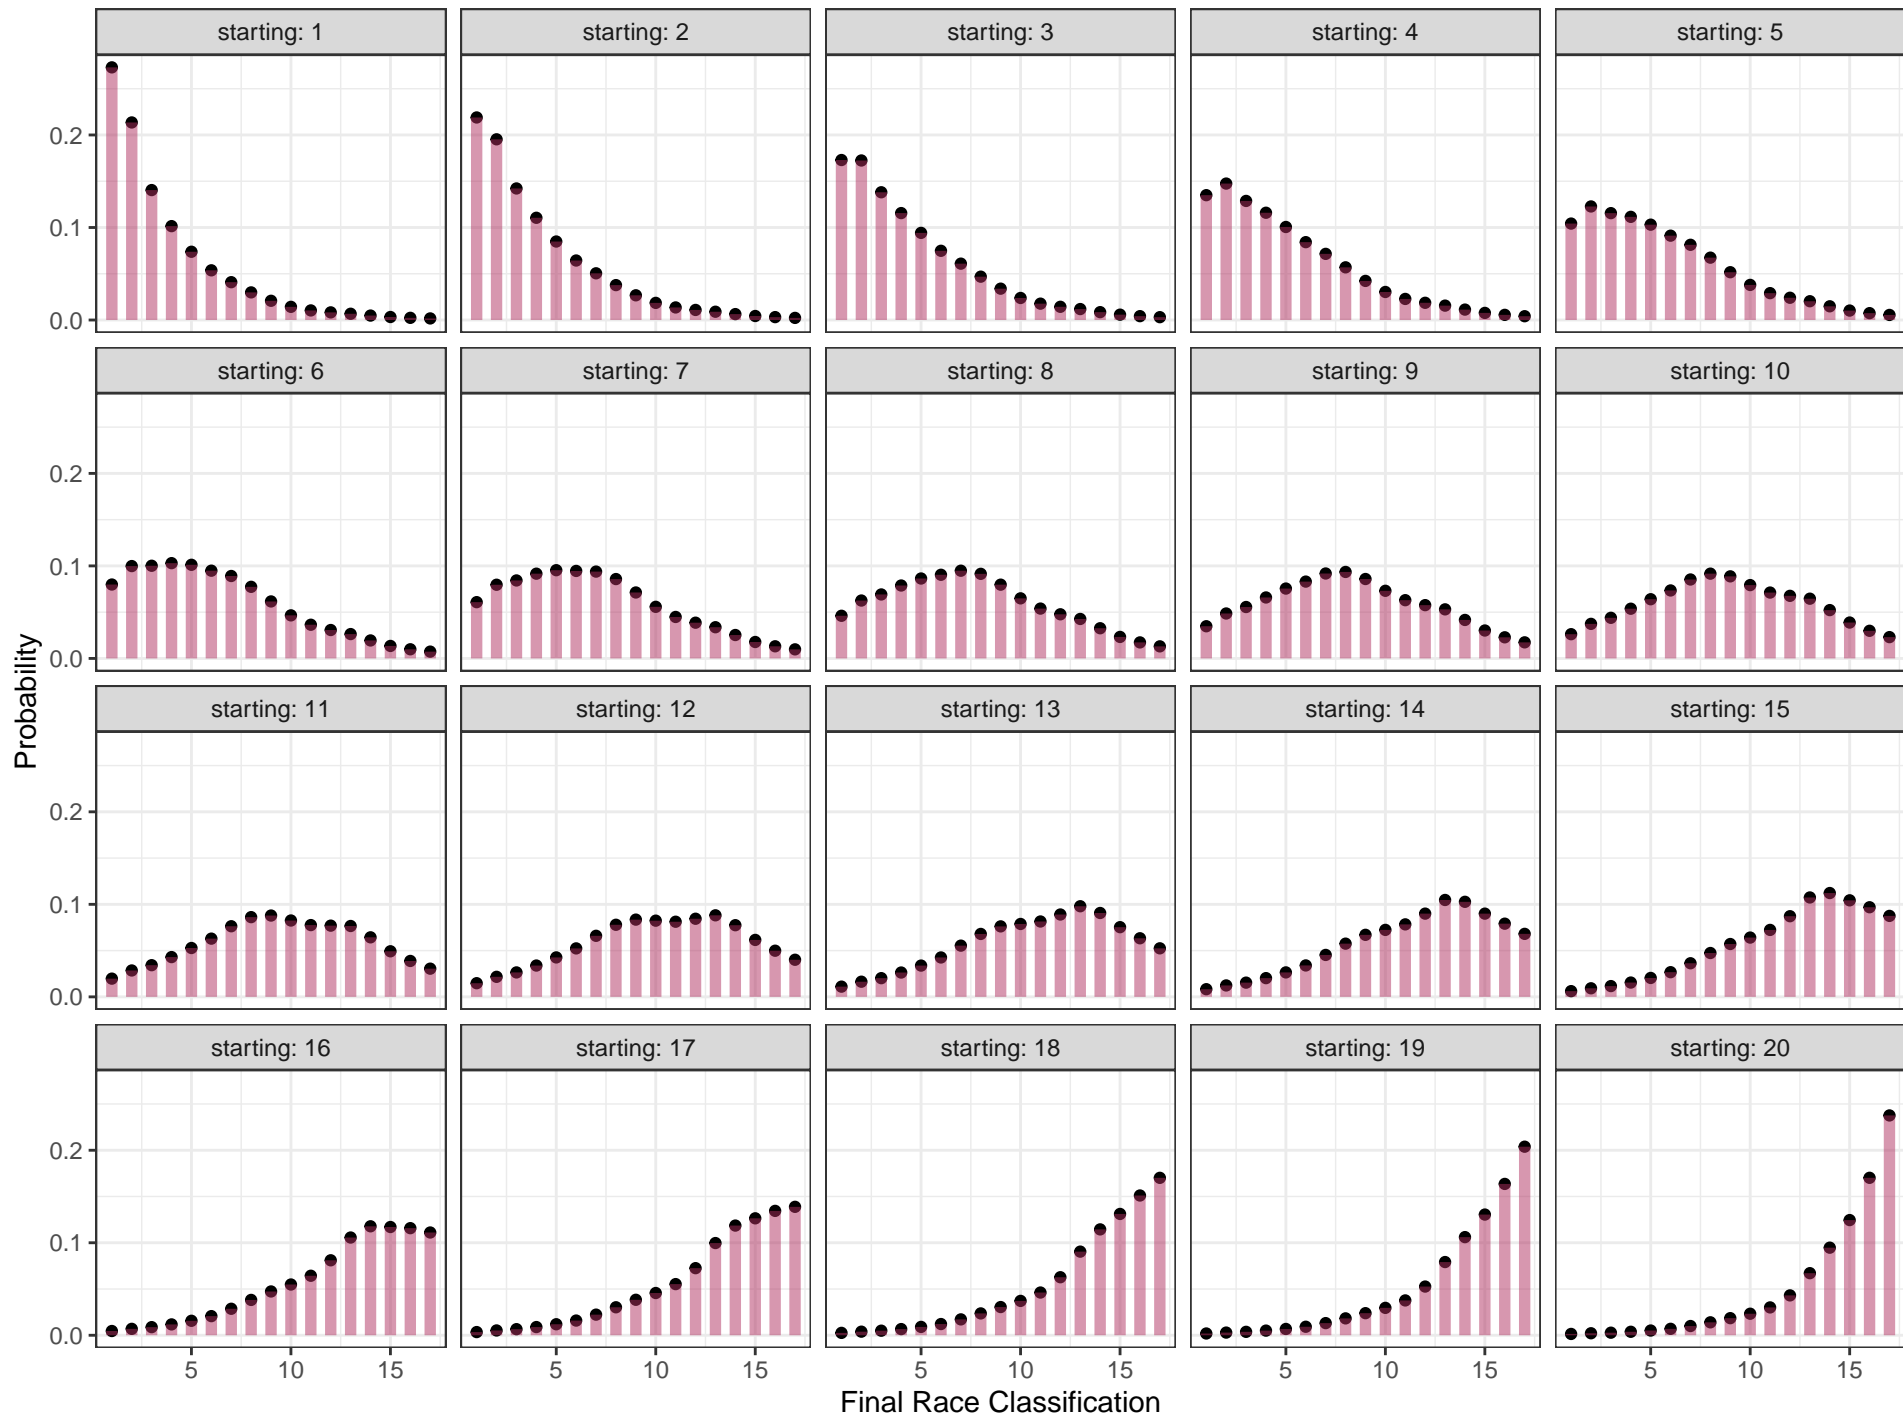 starting: 1 starting: 2 starting: 3 starting: 4 starting: 5
0.2
0.1
0.0
starting: 6 starting: 7 starting: 8 starting: 9 starting: 10
0.2
0.1
0.0
Probability
starting: 11 starting: 12 starting: 13 starting: 14 starting: 15
0.2
0.1
0.0
starting: 16 starting: 17 starting: 18 starting: 19 starting: 20
0.2
0.1
0.0
5 10 15 5 10 15 5 10 15 5 10 15 5 10 15
Final Race Classification